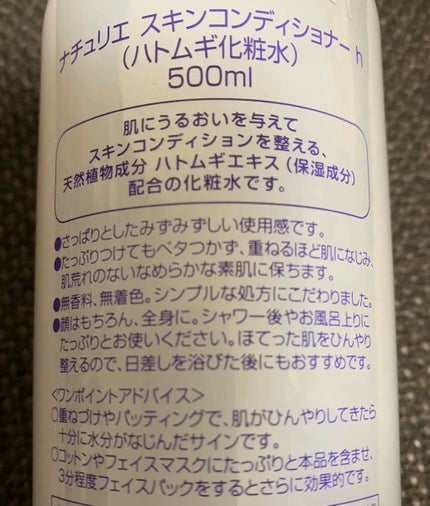 ナチュリエ スキンコンディショナー h
(ハトムギ化粧水)
500ml
肌にうるおいを与えて
スキンコンディションを整える、
天然植物成分 ハトムギエキス(保湿成分)
配合の化粧水です。
●さっぱりとしたみずみずしい使用感です。
●たっぷりつけてもベタつかず、重ねるほど肌になじみ、
肌荒れのないなめらかな素肌に保ちます。
●無香料、無着色。シンプルな処方にこだわりました。
●顔はもちろん、全身に。シャワー後やお風呂上りに
たっぷりとお使いください。ほてった肌をひんやり
整えるので、日差しを浴びた後にもおすすめです。
<ワンポイントアドバイス>
○重ねづけやパッティングで、肌がひんやりしてきたら
十分に水分がなじんだサインです。
○コットンやフェイスマスクにたっぷりと本品を含ませ、
3分程度フェイスパックをするとさらに効果的です。